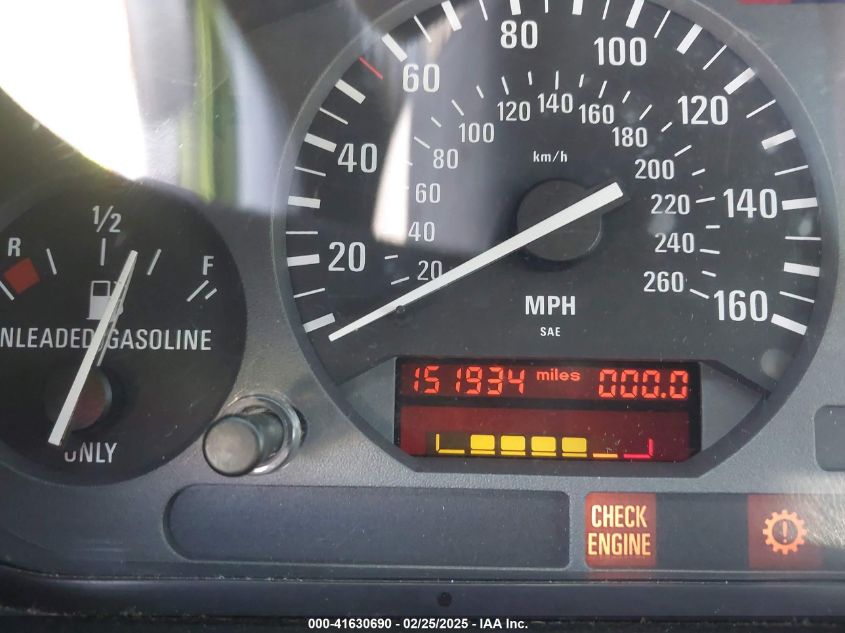 80
100
60
120
40
140
20
160
120 140 160
100
180
80
200
60
220
40
240
20
260
km/h
MPH
SAE
1/2
R
F
NLEADED GASOLINE
ONLY
151934 miles 000.0
CHECK
ENGINE
000-41630690 - 02/25/2025 - IAA Inc.